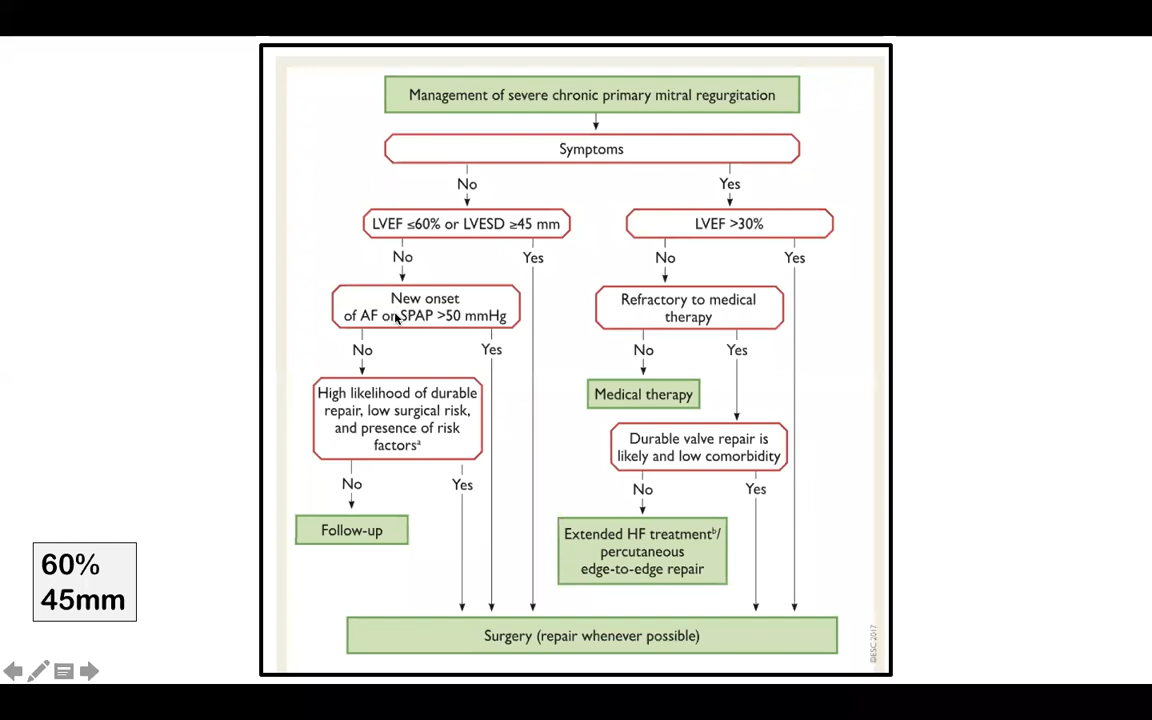 Management of severe chronic primary mitral regurgitation
Symptoms
No
Yes
LVEF ≤60% or LVESD ≥45 mm
LVEF >30%
No
Yes
No
Yes
New onset
of AF or SPAP >50 mmHg
Refractory to medical
therapy
No
Yes
No
Yes
High likelihood of durable
repair, low surgical risk,
and presence of risk
factorsᵃ
Medical therapy
Durable valve repair is
likely and low comorbidity
No
Yes
No
Yes
Follow-up
Extended HF treatmentᵇ/
percutaneous
edge-to-edge repair
60%
45mm
Surgery (repair whenever possible)
©ESC 2017